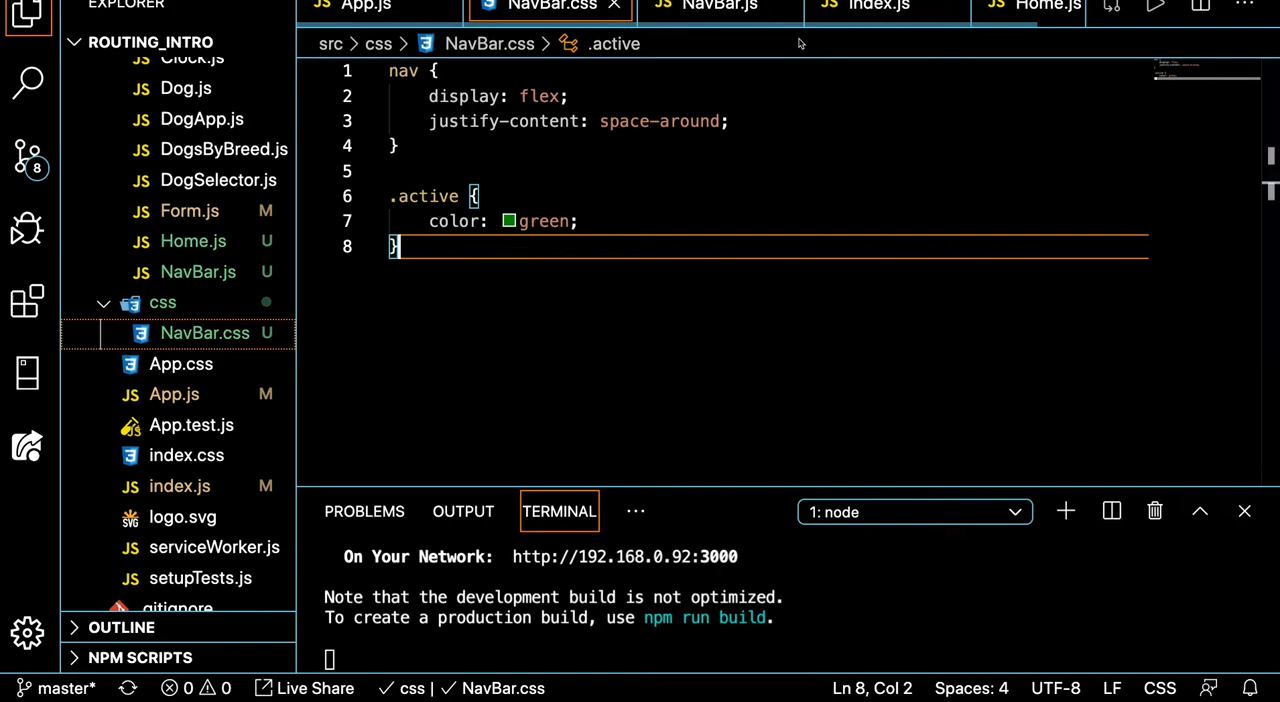 EXPLORER
App.js
NavBar.css
NavBar.js
index.js
Home.js
ROUTING_INTRO
src > css > NavBar.css > .active
Clock.js
Dog.js
DogApp.js
DogsByBreed.js
DogSelector.js
Form.js M
Home.js U
NavBar.js U
css
NavBar.css U
App.css
App.js M
App.test.js
index.css
index.js M
logo.svg
serviceWorker.js
setupTests.js
.gitignore
OUTLINE
NPM SCRIPTS
8
1 nav {
2 display: flex;
3 justify-content: space-around;
4 }
5
6 .active {
7 color: green;
8 }
PROBLEMS OUTPUT TERMINAL ··· 1: node
On Your Network: http://192.168.0.92:3000
Note that the development build is not optimized.
To create a production build, use npm run build.
master* 0 0 Live Share ✓ css | ✓ NavBar.css Ln 8, Col 2 Spaces: 4 UTF-8 LF CSS